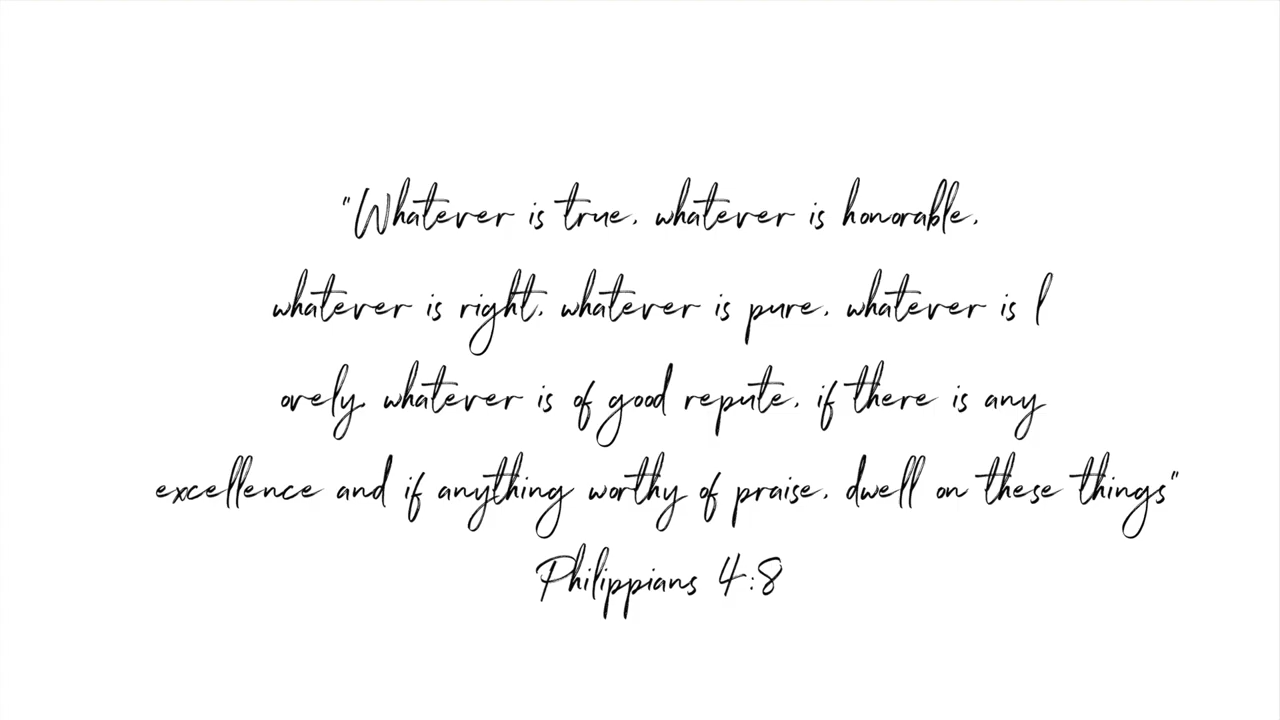 "Whatever is true, whatever is honorable,
whatever is right, whatever is pure, whatever is l
ovely, whatever is of good repute, if there is any
excellence and if anything worthy of praise, dwell on these things"
Philippians 4:8